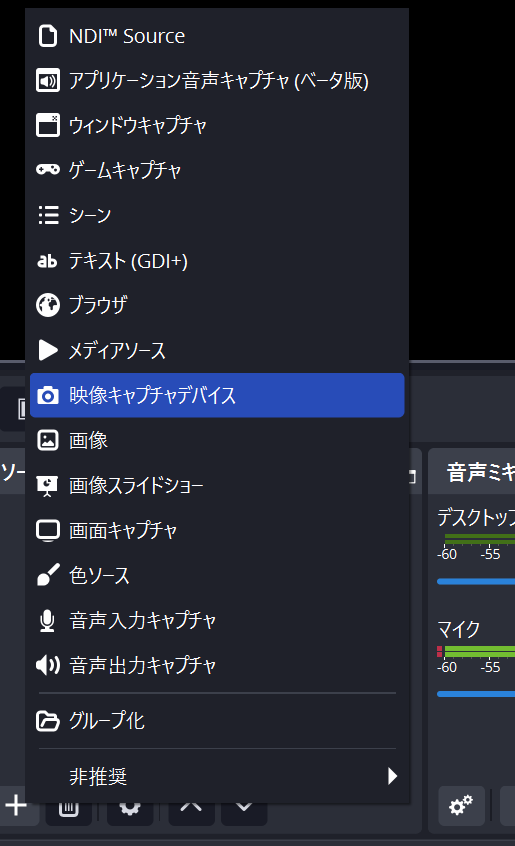 NDI™ Source
アプリケーション音声キャプチャ (ベータ版)
ウィンドウキャプチャ
ゲームキャプチャ
シーン
テキスト (GDI+)
ブラウザ
メディアソース
映像キャプチャデバイス
画像
画像スライドショー
画面キャプチャ
色ソース
音声入力キャプチャ
音声出力キャプチャ
グループ化
非推奨
ソー
音声ミキ
デスクトップ
-60 -55
マイク
-60 -55